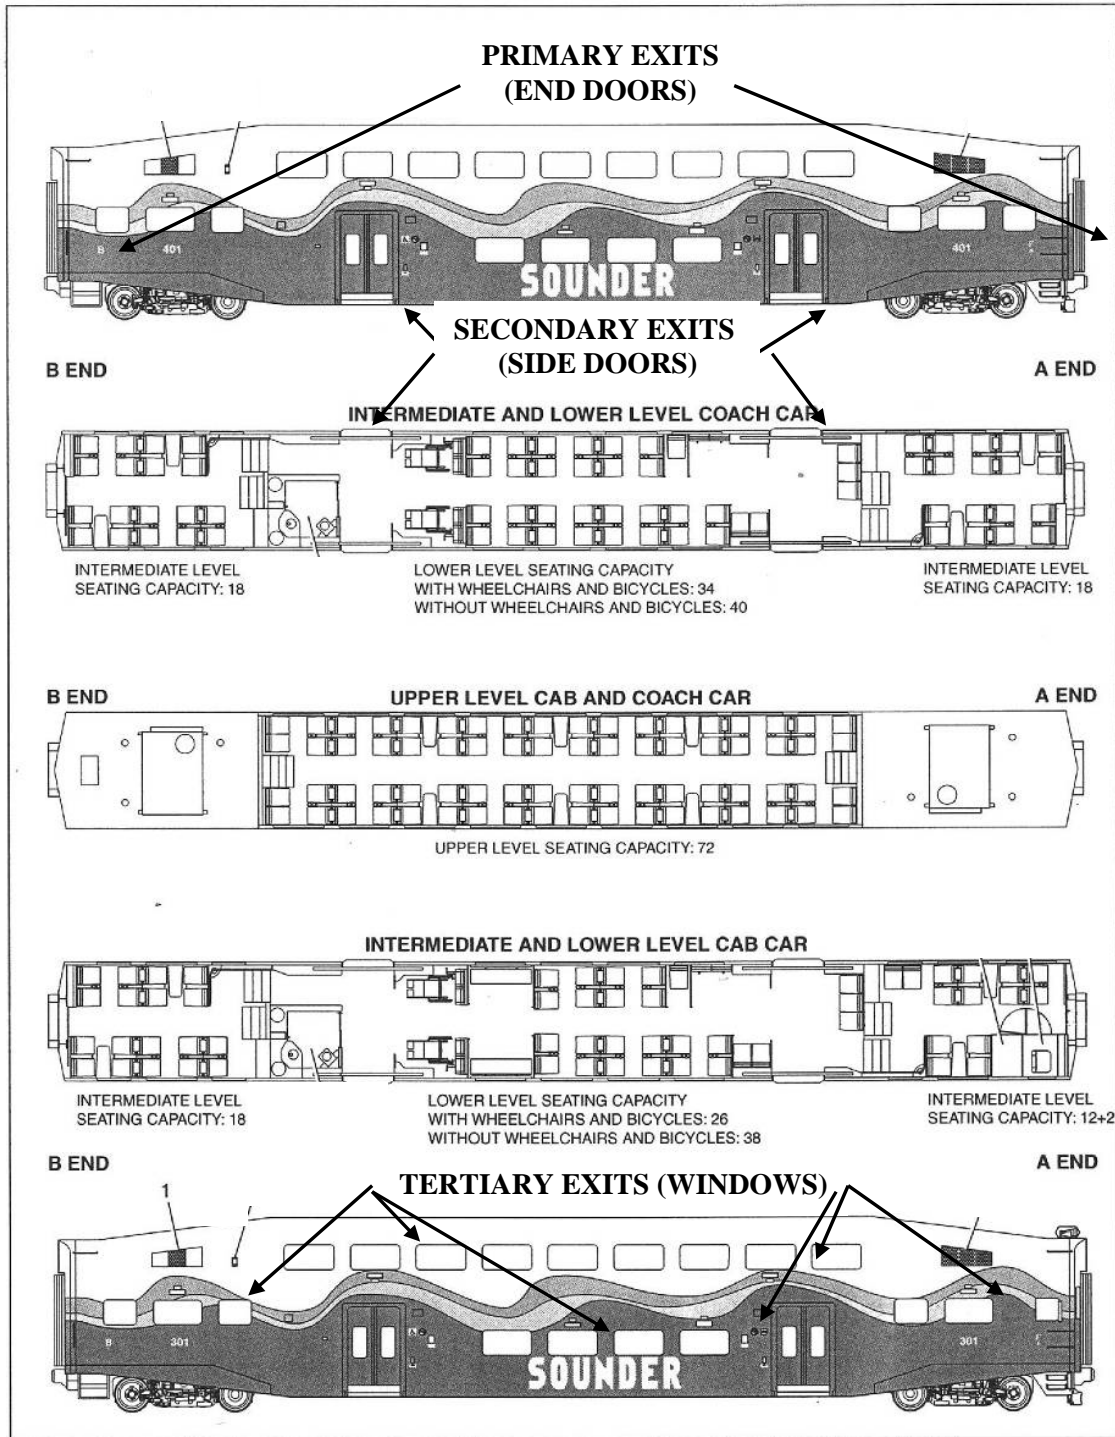 PRIMARY EXITS
(END DOORS)
B
401
401
SOUNDER
SECONDARY EXITS
(SIDE DOORS)
B END
A END
INTERMEDIATE AND LOWER LEVEL COACH CAR
INTERMEDIATE LEVEL
SEATING CAPACITY: 18
LOWER LEVEL SEATING CAPACITY
WITH WHEELCHAIRS AND BICYCLES: 34
WITHOUT WHEELCHAIRS AND BICYCLES: 40
INTERMEDIATE LEVEL
SEATING CAPACITY: 18
B END
UPPER LEVEL CAB AND COACH CAR
A END
UPPER LEVEL SEATING CAPACITY: 72
INTERMEDIATE AND LOWER LEVEL CAB CAR
INTERMEDIATE LEVEL
SEATING CAPACITY: 18
LOWER LEVEL SEATING CAPACITY
WITH WHEELCHAIRS AND BICYCLES: 26
WITHOUT WHEELCHAIRS AND BICYCLES: 38
INTERMEDIATE LEVEL
SEATING CAPACITY: 12+2
B END
A END
TERTIARY EXITS (WINDOWS)
1
B
301
301
SOUNDER